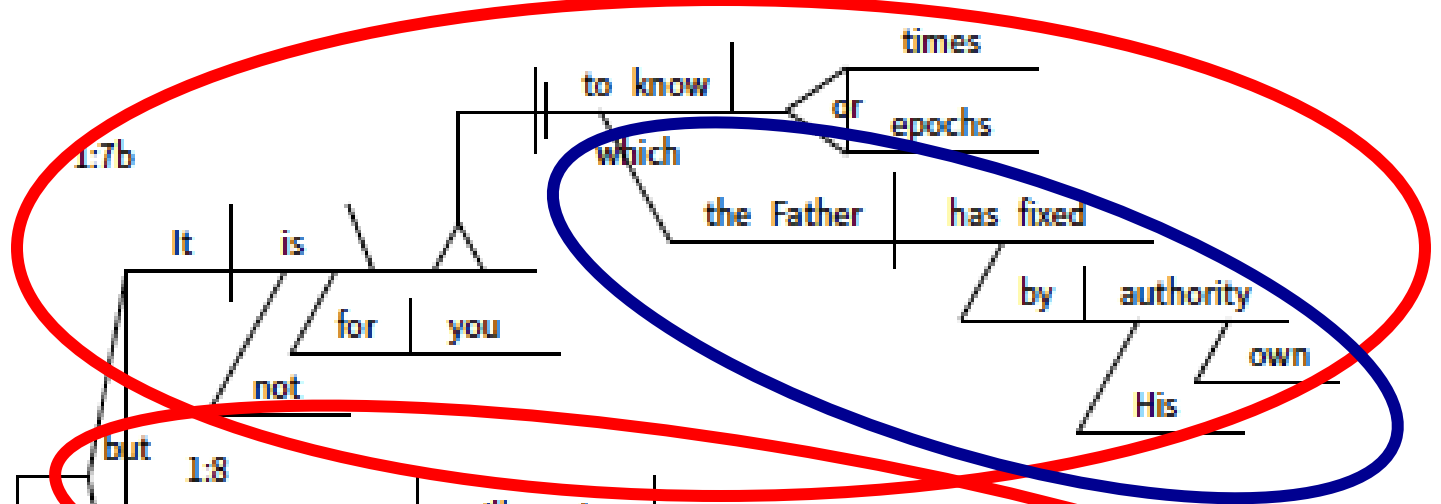 times
to know
or
epochs
1:7b
which
the Father has fixed
It is
by authority
for you
own
not
His
but
1:8